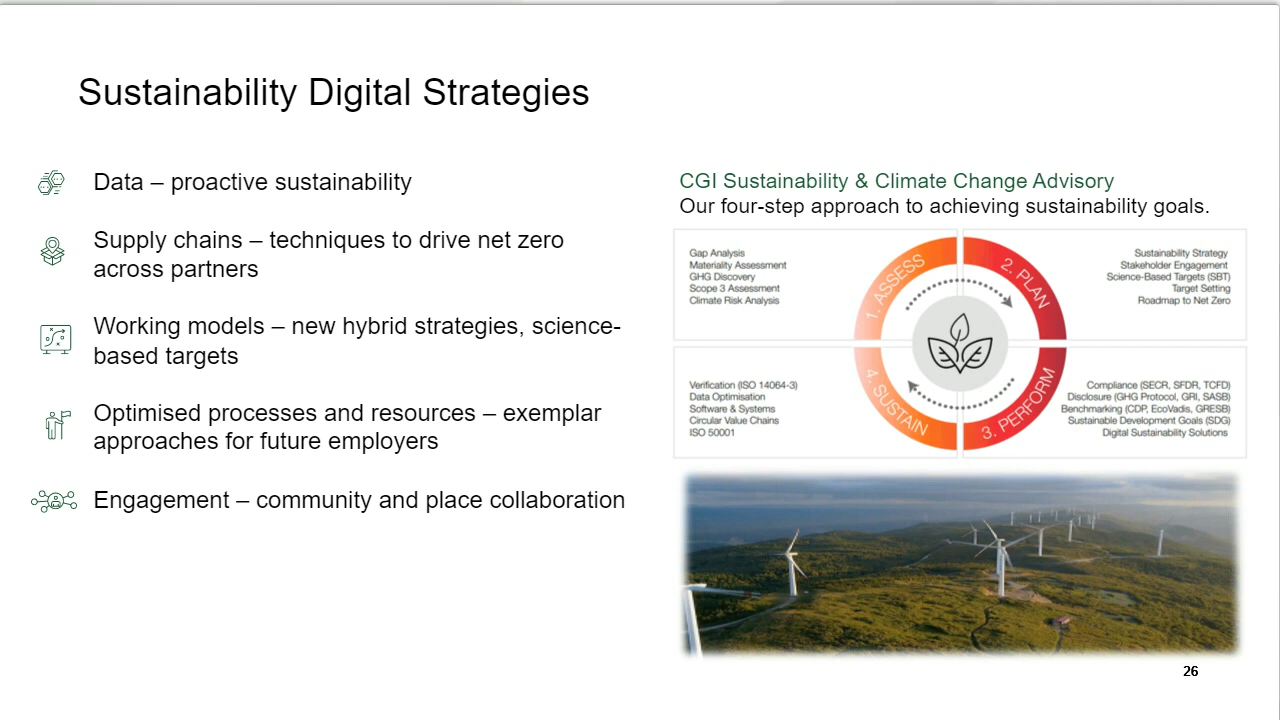 Sustainability Digital Strategies
Data – proactive sustainability
Supply chains – techniques to drive net zero
across partners
Working models – new hybrid strategies, science-
based targets
Optimised processes and resources – exemplar
approaches for future employers
Engagement – community and place collaboration
CGI Sustainability & Climate Change Advisory
Our four-step approach to achieving sustainability goals.
Gap Analysis
Materiality Assessment
GHG Discovery
Scope 3 Assessment
Climate Risk Analysis
1. ASSESS
2. PLAN
Sustainability Strategy
Stakeholder Engagement
Science-Based Targets (SBT)
Target Setting
Roadmap to Net Zero
Verification (ISO 14064-3)
Data Optimisation
Software & Systems
Circular Value Chains
ISO 50001
4. SUSTAIN
3. PERFORM
Compliance (SECR, SFDR, TCFD)
Disclosure (GHG Protocol, GRI, SASB)
Benchmarking (CDP, EcoVadis, GRESB)
Sustainable Development Goals (SDG)
Digital Sustainability Solutions
26